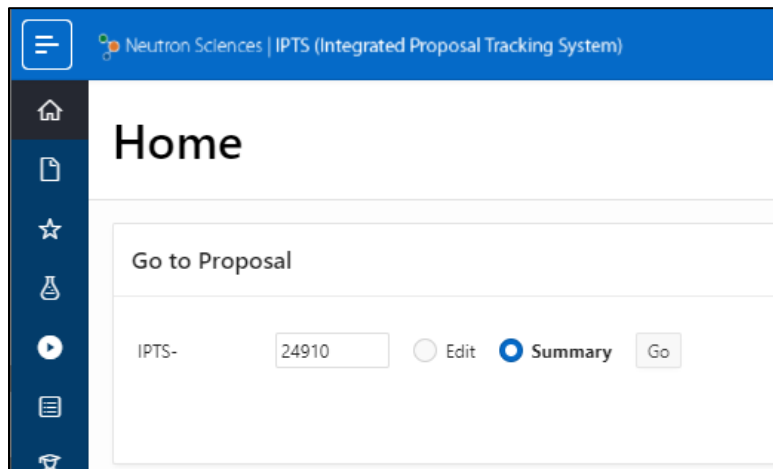 Neutron Sciences | IPTS (Integrated Proposal Tracking System)
Home
Go to Proposal
IPTS- 24910 Edit Summary Go